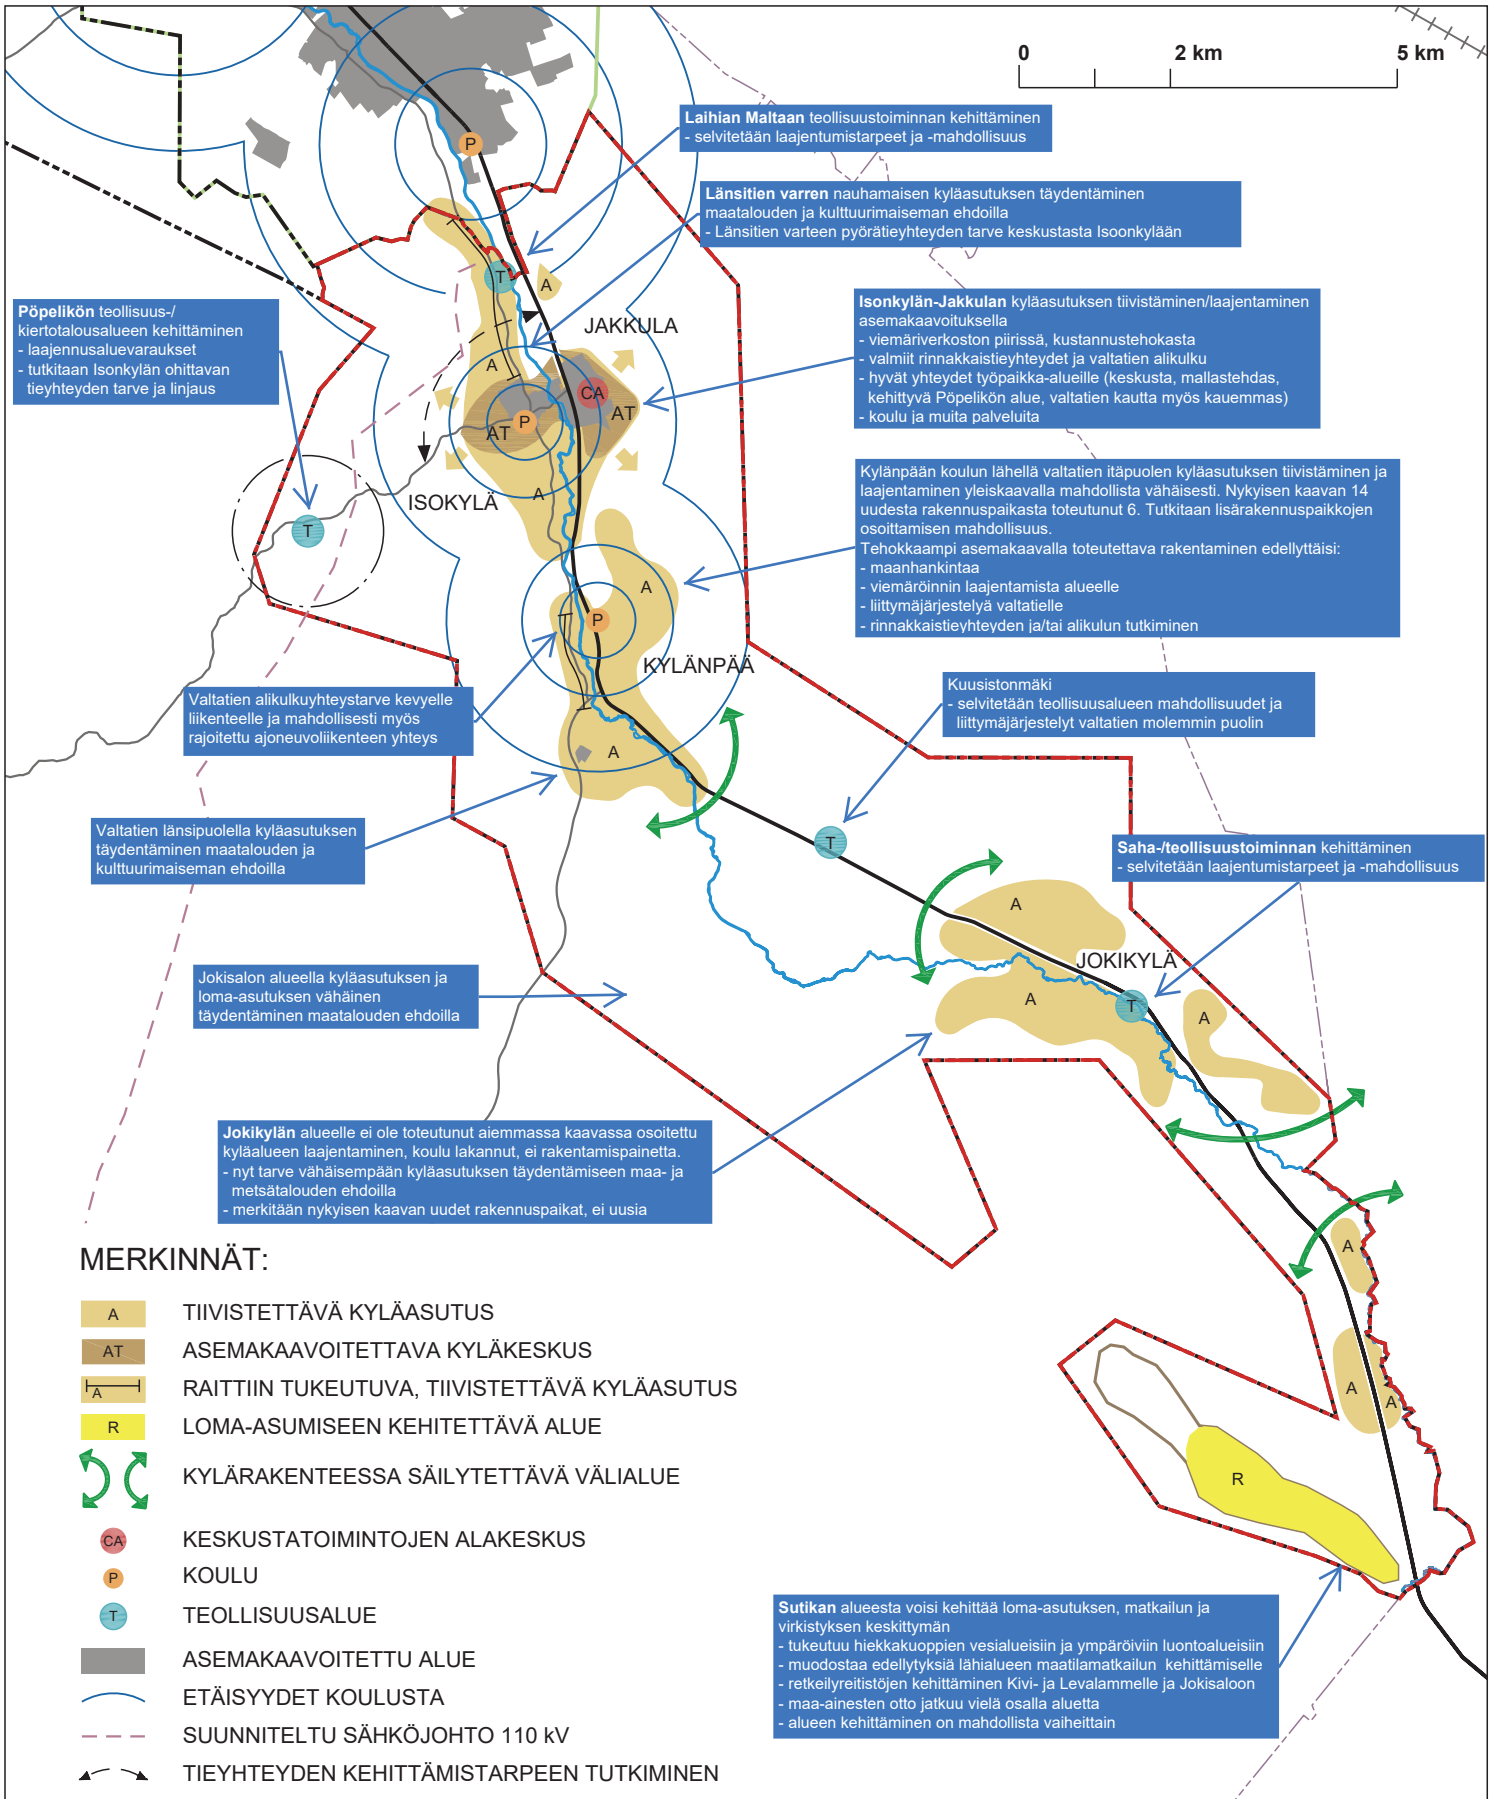 0 2 km 5 km
Laihian Maltaan teollisuustoiminnan kehittäminen
- selvitetään laajentumistarpeet ja -mahdollisuus
P
Länsitien varren nauhamaisen kyläasutuksen täydentäminen
maatalouden ja kulttuurimaiseman ehdoilla
- Länsitien varteen pyörätieyhteyden tarve keskustasta Isoonkylään
T
A
Pöpelikön teollisuus-/
kiertotalousalueen kehittäminen
- laajennusaluevaraukset
- tutkitaan Isonkylän ohittavan
tieyhteyden tarve ja linjaus
JAKKULA
Isonkylän-Jakkulan kyläasutuksen tiivistäminen/laajentaminen
asemakaavoituksella
- viemäriverkoston piirissä, kustannustehokasta
- valmiit rinnakkaistieyhteydet ja valtatien alikulku
- hyvät yhteydet työpaikka-alueille (keskusta, mallastehdas,
kehittyvä Pöpelikön alue, valtatien kautta myös kauemmas)
- koulu ja muita palveluita
A
CA
AT
P
AT
ISOKYLÄ
A
T
Kylänpään koulun lähellä valtatien itäpuolen kyläasutuksen tiivistäminen ja
laajentaminen yleiskaavalla mahdollista vähäisesti. Nykyisen kaavan 14
uudesta rakennuspaikasta toteutunut 6. Tutkitaan lisärakennuspaikkojen
osoittamisen mahdollisuus.
Tehokkaampi asemakaavalla toteutettava rakentaminen edellyttäisi:
- maanhankintaa
- viemäröinnin laajentamista alueelle
- liittymäjärjestelyä valtatielle
- rinnakkaistieyhteyden ja/tai alikulun tutkiminen
A
P
KYLÄNPÄÄ
Valtatien alikulkuyhteystarve kevyelle
liikenteelle ja mahdollisesti myös
rajoitettu ajoneuvoliikenteen yhteys
Kuusistonmäki
- selvitetään teollisuusalueen mahdollisuudet ja
liittymäjärjestelyt valtatien molemmin puolin
A
Valtatien länsipuolella kyläasutuksen
täydentäminen maatalouden ja
kulttuurimaiseman ehdoilla
T
Saha-/teollisuustoiminnan kehittäminen
- selvitetään laajentumistarpeet ja -mahdollisuus
A
JOKIKYLÄ
Jokisalon alueella kyläasutuksen ja
loma-asutuksen vähäinen
täydentäminen maatalouden ehdoilla
A
T
A
Jokikylän alueelle ei ole toteutunut aiemmassa kaavassa osoitettu
kyläalueen laajentaminen, koulu lakannut, ei rakentamispainetta.
- nyt tarve vähäisempään kyläasutuksen täydentämiseen maa- ja
metsätalouden ehdoilla
- merkitään nykyisen kaavan uudet rakennuspaikat, ei uusia
A
A
A
R
Sutikan alueesta voisi kehittää loma-asutuksen, matkailun ja
virkistyksen keskittymän
- tukeutuu hiekkakuoppien vesialueisiin ja ympäröiviin luontoalueisiin
- muodostaa edellytyksiä lähialueen maatilamatkailun kehittämiselle
- retkeilyreitistöjen kehittäminen Kivi- ja Levalammelle ja Jokisaloon
- maa-ainesten otto jatkuu vielä osalla aluetta
- alueen kehittäminen on mahdollista vaiheittain
MERKINNÄT:
A TIIVISTETTÄVÄ KYLÄASUTUS
AT ASEMAKAAVOITETTAVA KYLÄKESKUS
A RAITTIIN TUKEUTUVA, TIIVISTETTÄVÄ KYLÄASUTUS
R LOMA-ASUMISEEN KEHITETTÄVÄ ALUE
KYLÄRAKENTEESSA SÄILYTETTÄVÄ VÄLIALUE
CA KESKUSTATOIMINTOJEN ALAKESKUS
P KOULU
T TEOLLISUUSALUE
ASEMAKAAVOITETTU ALUE
ETÄISYYDET KOULUSTA
SUUNNITELTU SÄHKÖJOHTO 110 kV
TIEYHTEYDEN KEHITTÄMISTARPEEN TUTKIMINEN